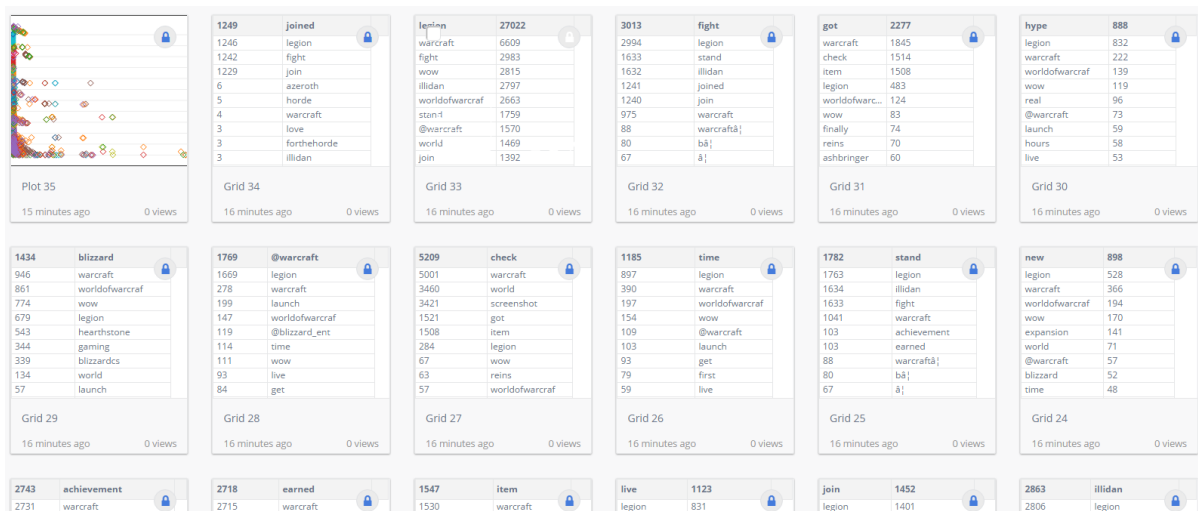 1249 joined
1246 legion
1242 fight
1229 join
6 azeroth
5 horde
4 warcraft
3 love
3 forthehorde
3 illidan
legion 27022
warcraft 6609
fight 2983
wow 2815
illidan 2797
worldofwarcraf 2663
stand 1759
@warcraft 1570
world 1469
join 1392
3013 fight
2994 legion
1633 stand
1632 illidan
1241 joined
1240 join
975 warcraft
88 warcraftâ¦
80 bâ¦
67 â¦
got 2277
warcraft 1845
check 1514
item 1508
legion 483
worldofwarc... 124
wow 83
finally 74
reins 70
ashbringer 60
hype 888
legion 832
warcraft 222
worldofwarcraf 139
wow 119
real 96
@warcraft 73
launch 59
hours 58
live 53
Plot 35
15 minutes ago 0 views
Grid 34
16 minutes ago 0 views
Grid 33
16 minutes ago 0 views
Grid 32
16 minutes ago 0 views
Grid 31
16 minutes ago 0 views
Grid 30
16 minutes ago 0 views
1434 blizzard
946 warcraft
861 worldofwarcraf
774 wow
679 legion
543 hearthstone
344 gaming
339 blizzardcs
134 world
57 launch
1769 @warcraft
1669 legion
278 warcraft
199 launch
147 worldofwarcraf
119 @blizzard_ent
114 time
111 wow
93 live
84 get
5209 check
5001 warcraft
3460 world
3421 screenshot
1521 got
1508 item
284 legion
67 wow
63 reins
57 worldofwarcraf
1185 time
897 legion
390 warcraft
197 worldofwarcraf
154 wow
109 @warcraft
103 launch
93 get
79 first
59 live
1782 stand
1763 legion
1634 illidan
1633 fight
1041 warcraft
103 achievement
103 earned
88 warcraftâ¦
80 bâ¦
67 â¦
new 898
legion 528
warcraft 366
worldofwarcraf 194
wow 170
expansion 141
world 71
@warcraft 57
blizzard 52
time 48
Grid 29
16 minutes ago 0 views
Grid 28
16 minutes ago 0 views
Grid 27
16 minutes ago 0 views
Grid 26
16 minutes ago 0 views
Grid 25
16 minutes ago 0 views
Grid 24
16 minutes ago 0 views
2743 achievement
2731 warcraft
2718 earned
2715 warcraft
1547 item
1530 warcraft
live 1123
legion 831
join 1452
legion 1401
2863 illidan
2806 legion